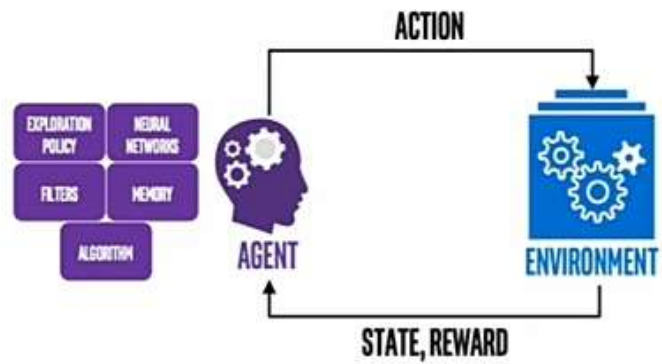 ACTION
EXPLORATION
POLICY
NEURAL
NETWORKS
FILTERS
MEMORY
ALGORITHM
AGENT
ENVIRONMENT
STATE, REWARD